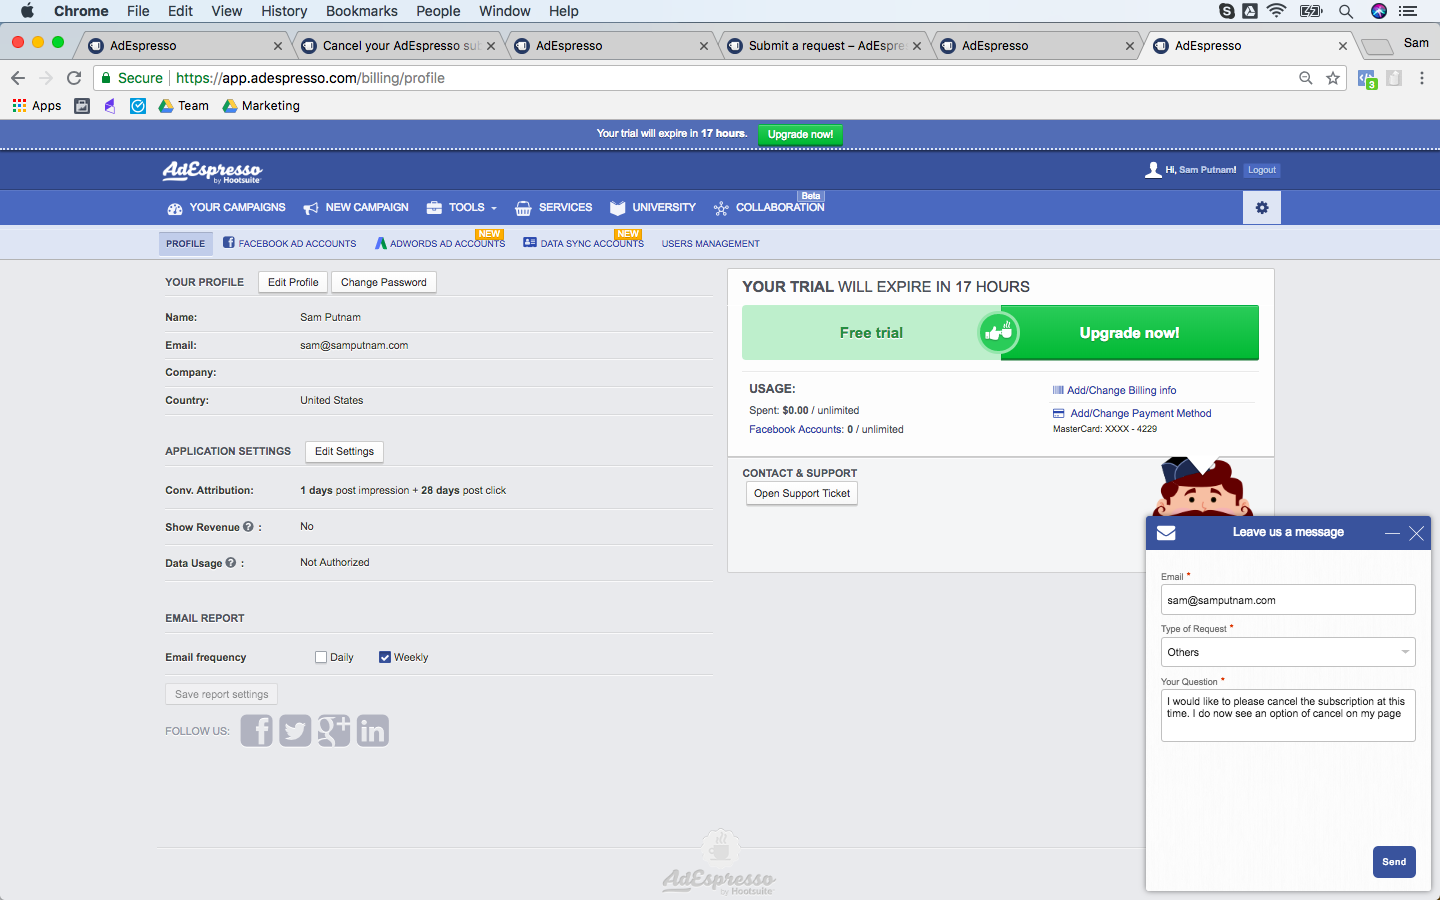 Chrome File Edit View History Bookmarks People Window Help
AdEspresso
Cancel your AdEspresso sub
AdEspresso
Submit a request – AdEspre
AdEspresso
AdEspresso
Sam
Secure https://app.adespresso.com/billing/profile
3
Apps Team Marketing
Your trial will expire in 17 hours. Upgrade now!
AdEspresso
by Hootsuite
Hi, Sam Putnam! Logout
YOUR CAMPAIGNS NEW CAMPAIGN TOOLS SERVICES UNIVERSITY COLLABORATION Beta
PROFILE FACEBOOK AD ACCOUNTS ADWORDS AD ACCOUNTS NEW DATA SYNC ACCOUNTS NEW USERS MANAGEMENT
YOUR PROFILE Edit Profile Change Password
Name: Sam Putnam
Email: sam@samputnam.com
Company:
Country: United States
APPLICATION SETTINGS Edit Settings
Conv. Attribution: 1 days post impression + 28 days post click
Show Revenue ? : No
Data Usage ? : Not Authorized
EMAIL REPORT
Email frequency Daily Weekly
Save report settings
FOLLOW US: f g+ in
YOUR TRIAL WILL EXPIRE IN 17 HOURS
Free trial Upgrade now!
USAGE:
Spent: $0.00 / unlimited
Facebook Accounts: 0 / unlimited
Add/Change Billing info
Add/Change Payment Method
MasterCard: XXXX - 4229
CONTACT & SUPPORT
Open Support Ticket
Leave us a message
Email *
sam@samputnam.com
Type of Request *
Others
Your Question *
I would like to please cancel the subscription at this
time. I do now see an option of cancel on my page
Send
AdEspresso
by Hootsuite